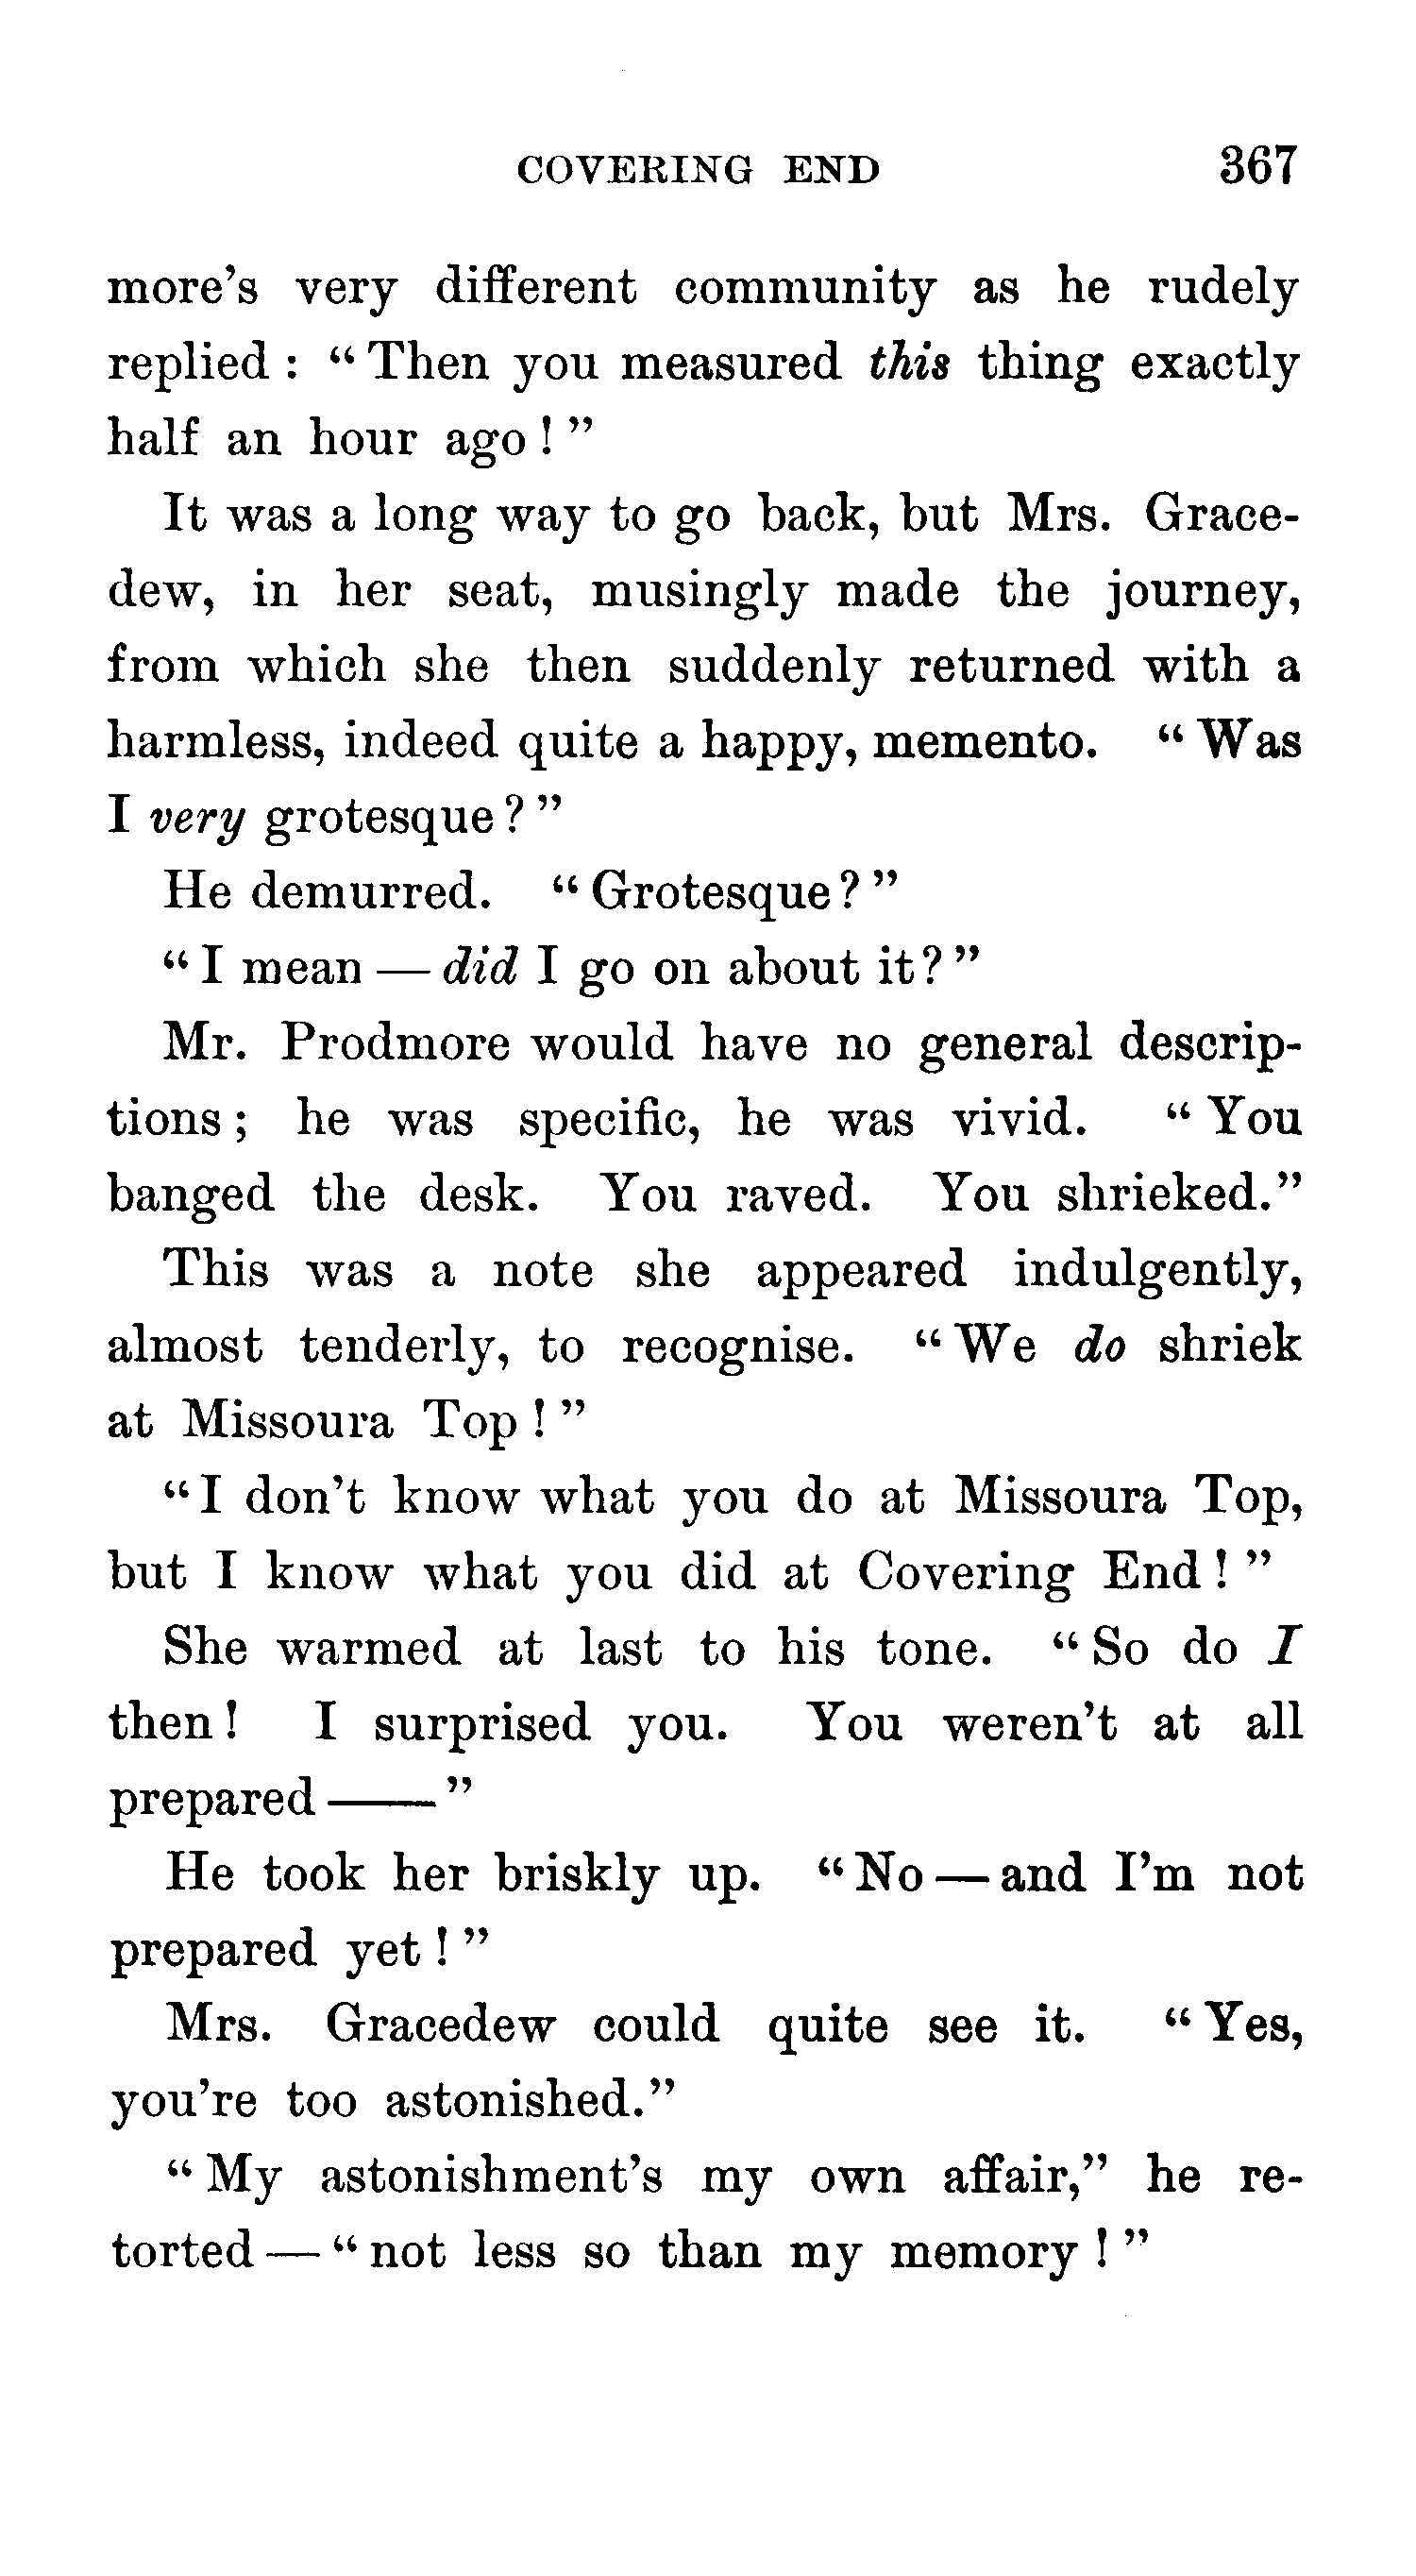 COVERING END 367
more's very different community as he rudely
replied : “ Then you measured this thing exactly
half an hour ago ! ”
It was a long way to go back, but Mrs. Grace-
dew, in her seat, musingly made the journey,
from which she then suddenly returned with a
harmless, indeed quite a happy, memento. “ Was
I very grotesque ? ”
He demurred. “ Grotesque ? ”
“ I mean — did I go on about it ? ”
Mr. Prodmore would have no general descrip-
tions ; he was specific, he was vivid. “ You
banged the desk. You raved. You shrieked.”
This was a note she appeared indulgently,
almost tenderly, to recognise. “ We do shriek
at Missoura Top ! ”
“ I don't know what you do at Missoura Top,
but I know what you did at Covering End ! ”
She warmed at last to his tone. “ So do I
then ! I surprised you. You weren't at all
prepared —— ”
He took her briskly up. “ No — and I'm not
prepared yet ! ”
Mrs. Gracedew could quite see it. “ Yes,
you're too astonished.”
“ My astonishment's my own affair,” he re-
torted — “ not less so than my memory ! ”